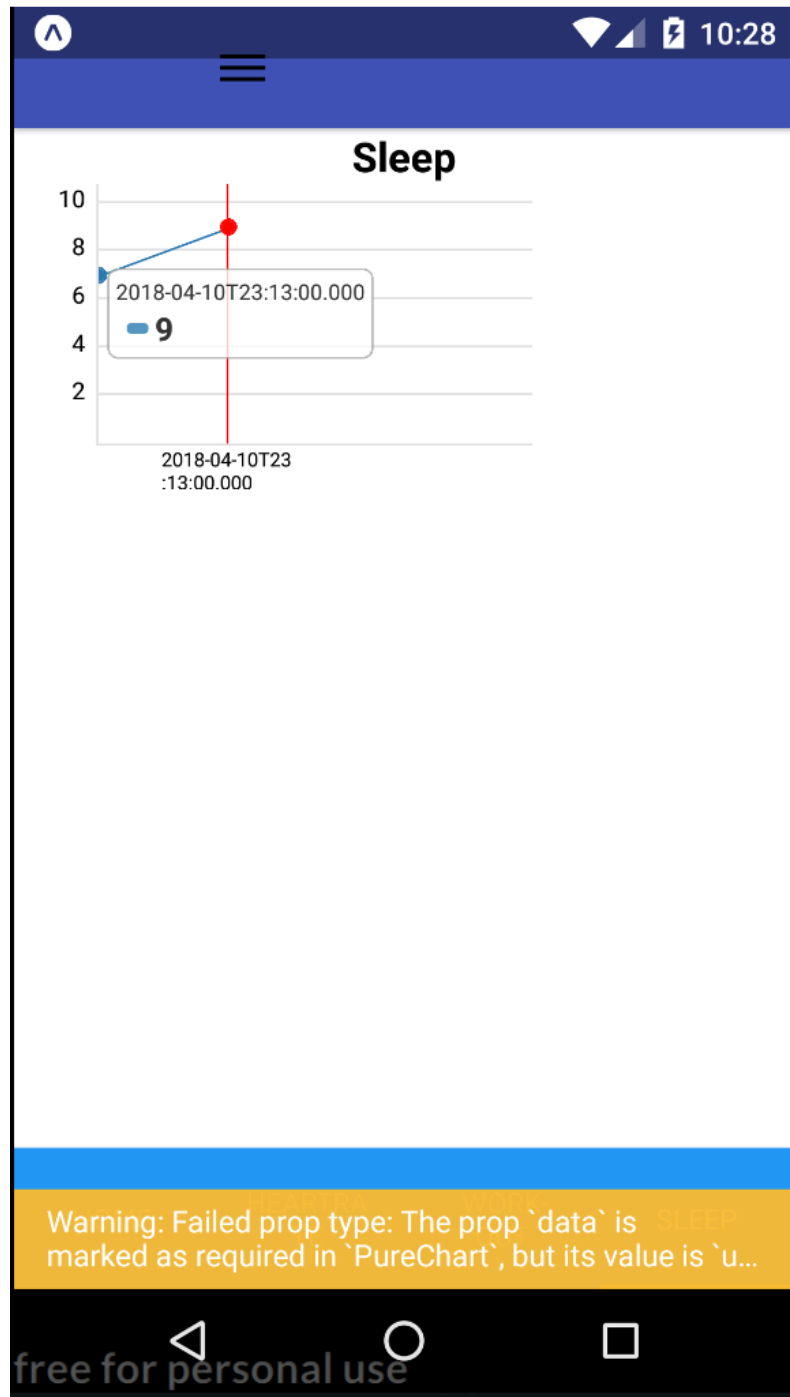 10:28
Sleep
10
8
6
4
2
2018-04-10T23:13:00.000
9
2018-04-10T23
:13:00.000
HEARTRA
WORK-
SLEEP
Warning: Failed prop type: The prop `data` is
marked as required in `PureChart`, but its value is `u...
free for personal use